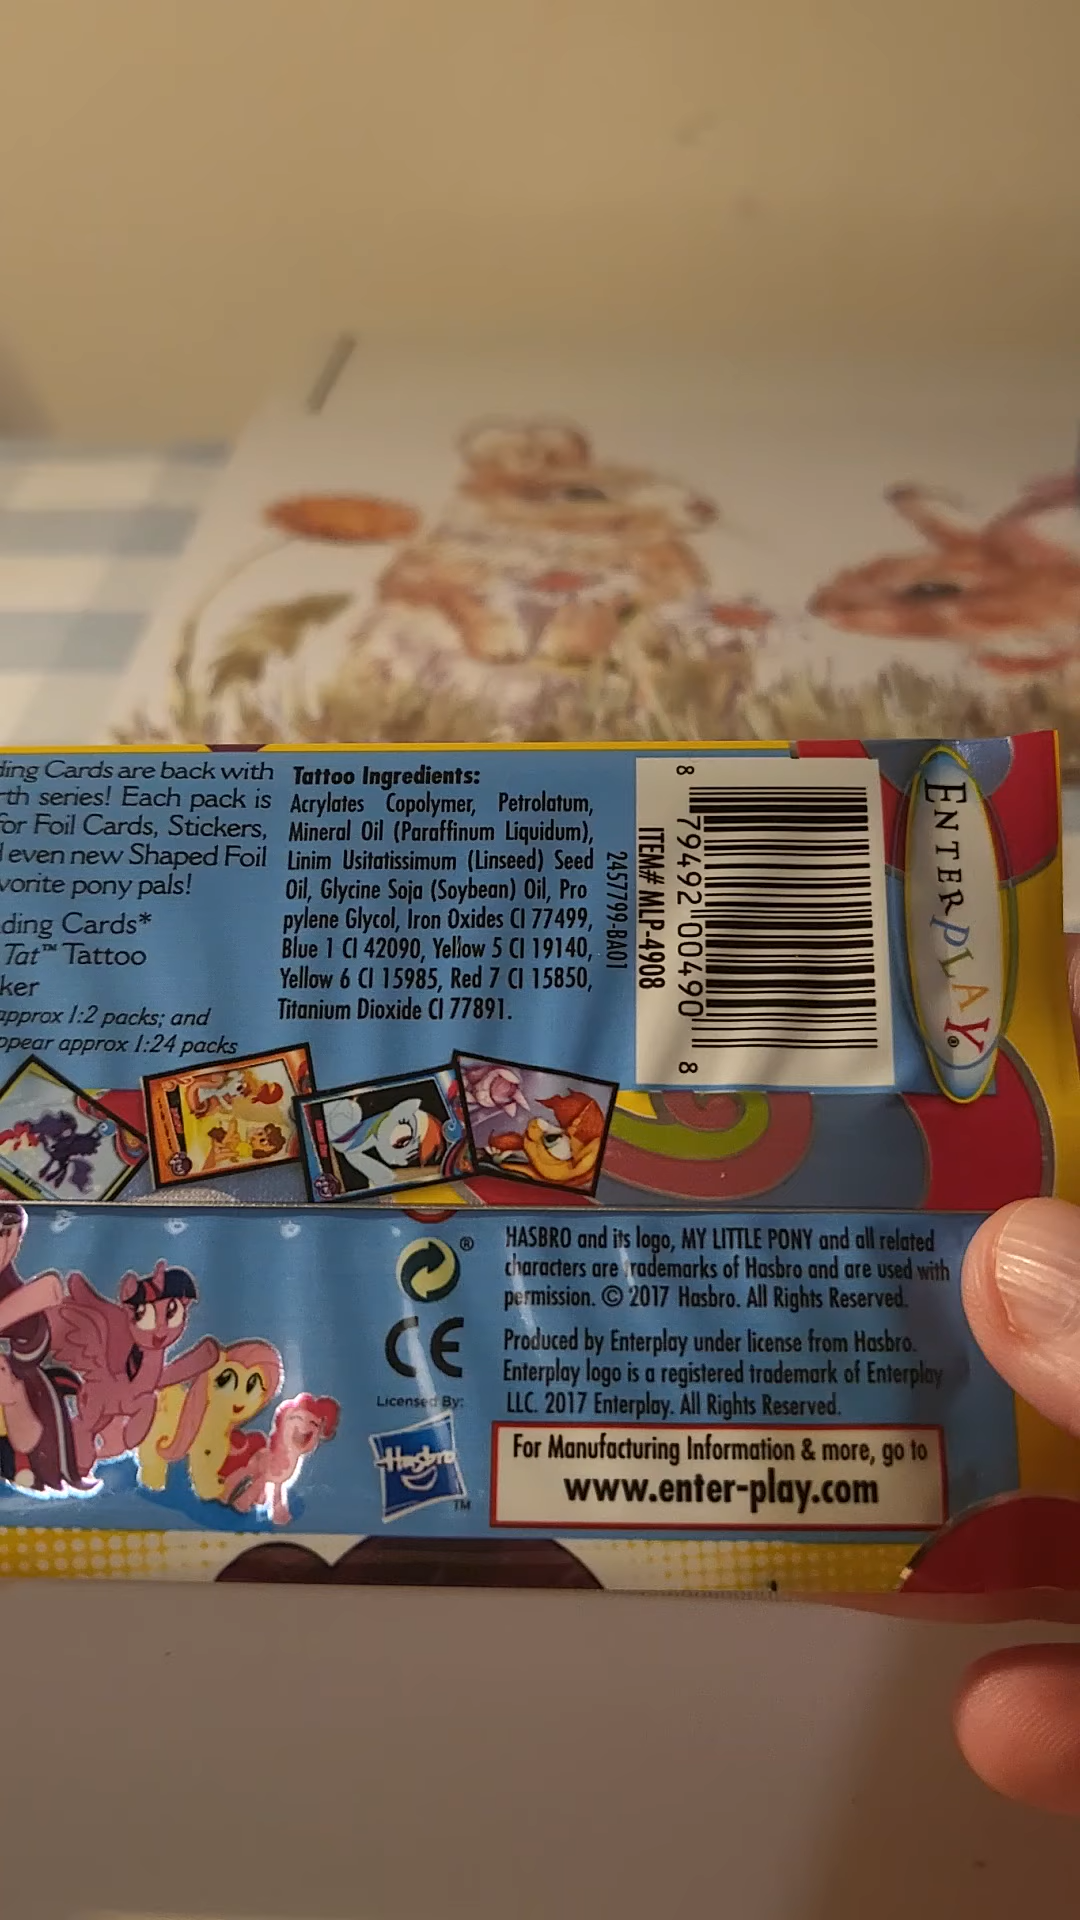 ding Cards are back with
rth series! Each pack is
for Foil Cards, Stickers,
even new Shaped Foil
vorite pony pals!
ding Cards*
Tat™ Tattoo
ker
approx 1:2 packs; and
ppear approx 1:24 packs
Tattoo Ingredients:
Acrylates Copolymer, Petrolatum,
Mineral Oil (Paraffinum Liquidum),
Linim Usitatissimum (Linseed) Seed
Oil, Glycine Soja (Soybean) Oil, Pro
pylene Glycol, Iron Oxides CI 77499,
Blue 1 CI 42090, Yellow 5 CI 19140,
Yellow 6 CI 15985, Red 7 CI 15850,
Titanium Dioxide CI 77891.
2457799-BA01
ITEM# MLP-4908
8 79492 00490 8
ENTERPLAY®
®
CE
Licensed By:
Hasbro
TM
HASBRO and its logo, MY LITTLE PONY and all related
characters are trademarks of Hasbro and are used with
permission. © 2017 Hasbro. All Rights Reserved.
Produced by Enterplay under license from Hasbro.
Enterplay logo is a registered trademark of Enterplay
LLC. 2017 Enterplay. All Rights Reserved.
For Manufacturing Information & more, go to
www.enter-play.com